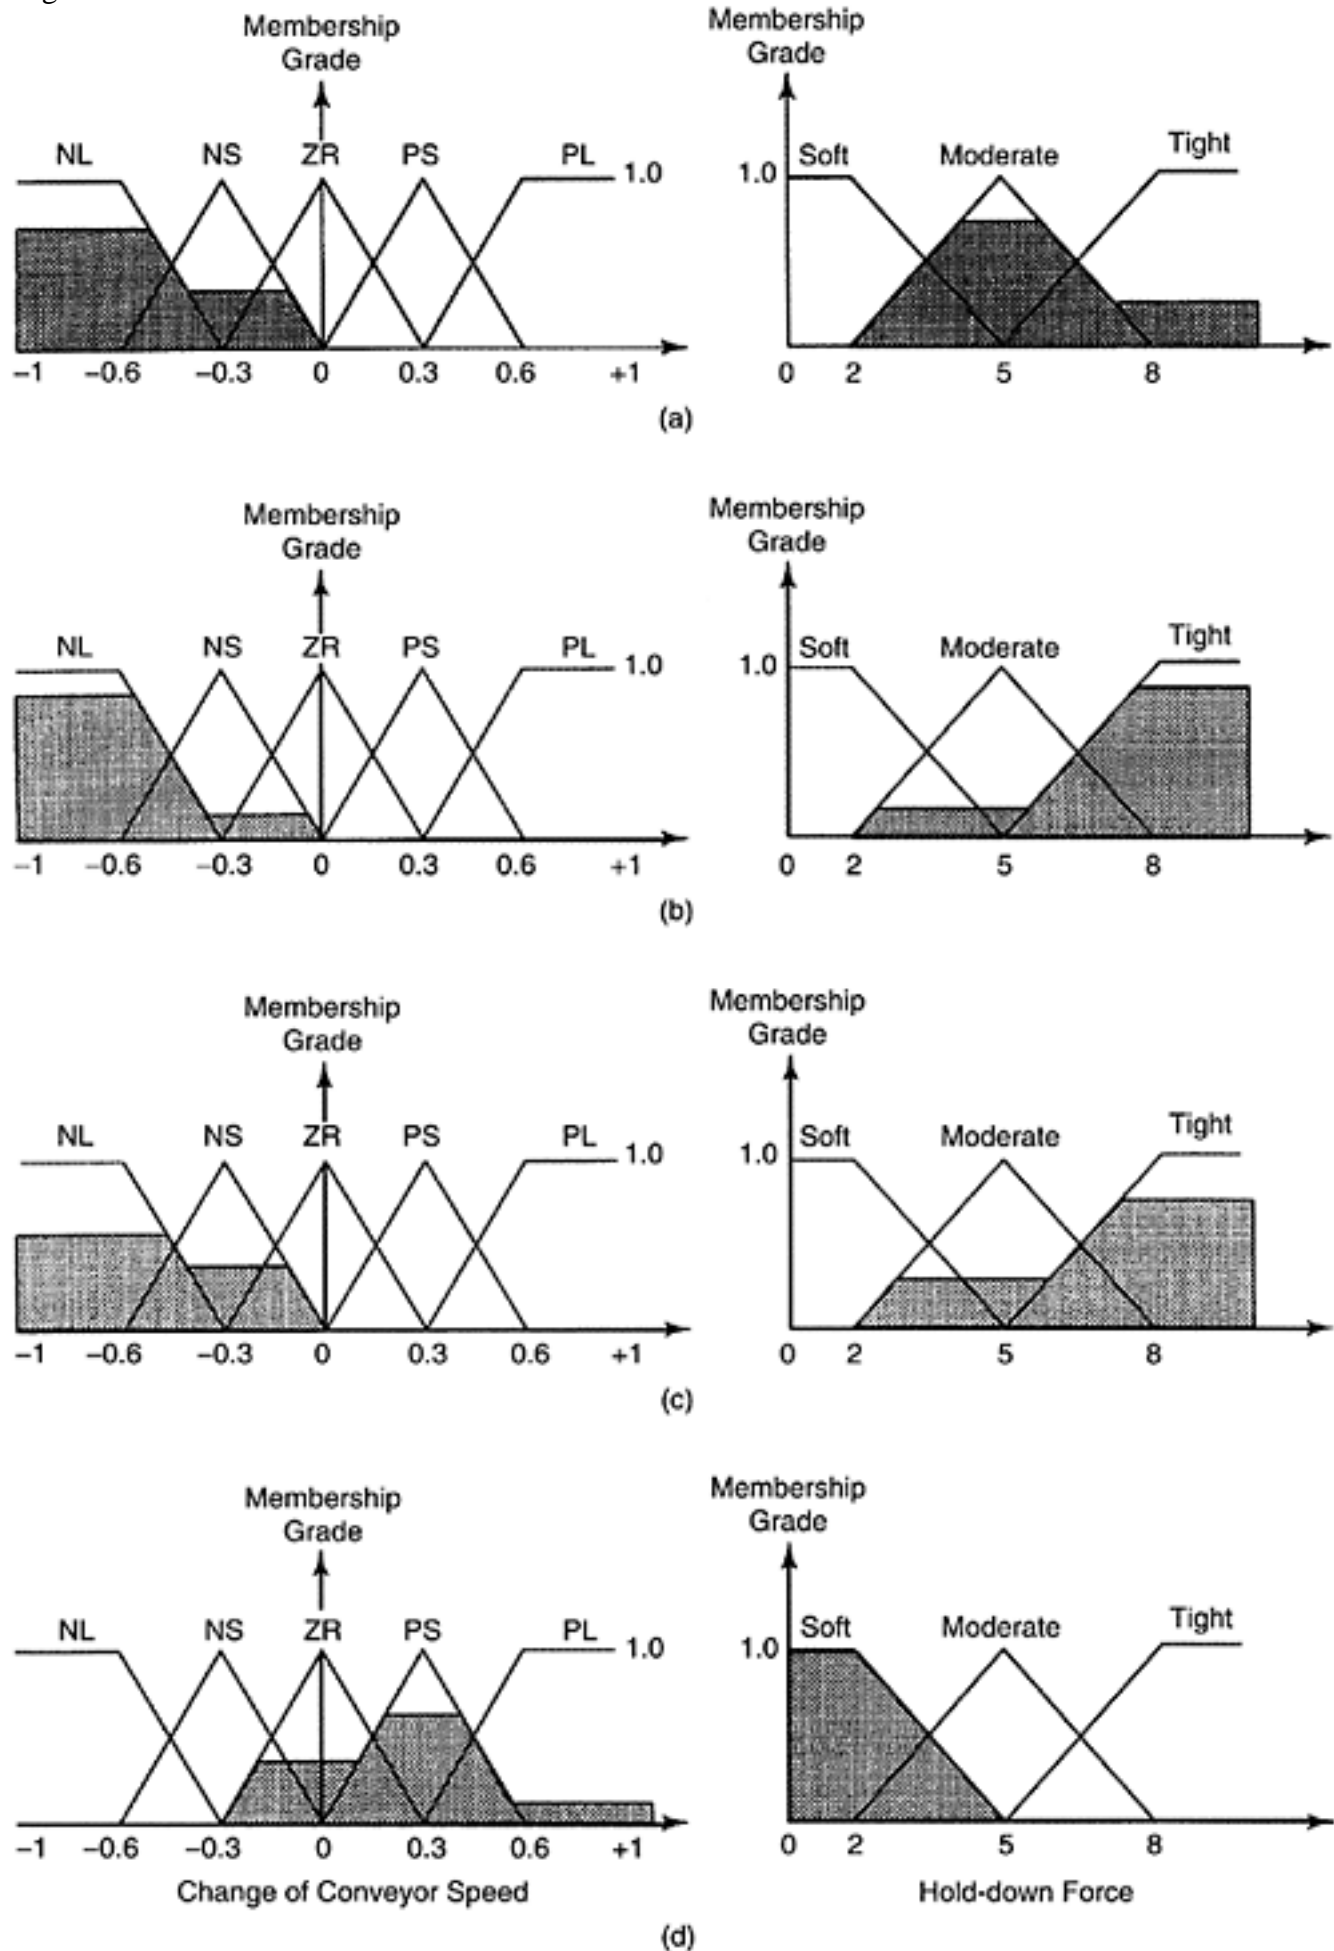 Membership
Grade
NL NS ZR PS PL 1.0
-1 -0.6 -0.3 0 0.3 0.6 +1
Membership
Grade
1.0 Soft Moderate Tight
0 2 5 8
(a)
Membership
Grade
NL NS ZR PS PL 1.0
-1 -0.6 -0.3 0 0.3 0.6 +1
Membership
Grade
1.0 Soft Moderate Tight
0 2 5 8
(b)
Membership
Grade
NL NS ZR PS PL 1.0
-1 -0.6 -0.3 0 0.3 0.6 +1
Membership
Grade
1.0 Soft Moderate Tight
0 2 5 8
(c)
Membership
Grade
NL NS ZR PS PL 1.0
-1 -0.6 -0.3 0 0.3 0.6 +1
Change of Conveyor Speed
Membership
Grade
1.0 Soft Moderate Tight
0 2 5 8
Hold-down Force
(d)